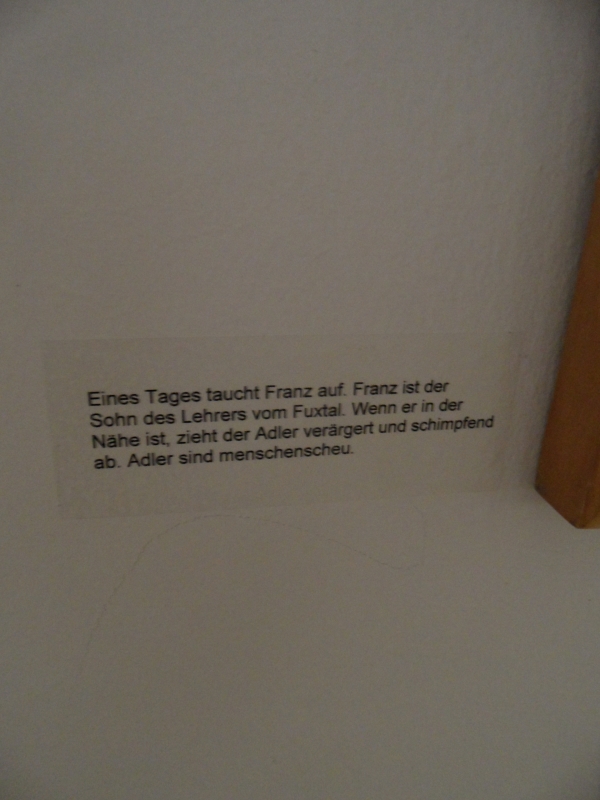 Eines Tages taucht Franz auf. Franz ist der
Sohn des Lehrers vom Fuxtal. Wenn er in der
Nähe ist, zieht der Adler verärgert und schimpfend
ab. Adler sind menschenscheu.